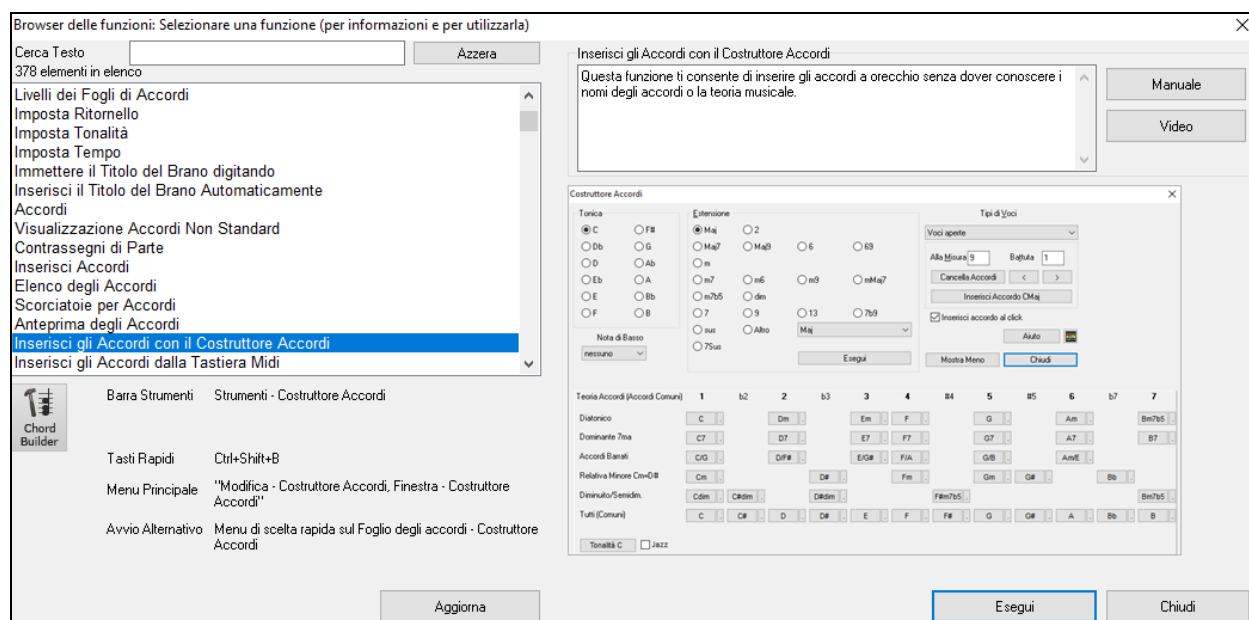 Browser delle funzioni: Selezionare una funzione (per informazioni e per utilizzarla)
Cerca Testo
Azzera
378 elementi in elenco
Livelli dei Fogli di Accordi
Imposta Ritornello
Imposta Tonalità
Imposta Tempo
Immettere il Titolo del Brano digitando
Inserisci il Titolo del Brano Automaticamente
Accordi
Visualizzazione Accordi Non Standard
Contrassegni di Parte
Inserisci Accordi
Elenco degli Accordi
Scorciatoie per Accordi
Anteprima degli Accordi
Inserisci gli Accordi con il Costruttore Accordi
Inserisci gli Accordi dalla Tastiera Midi
Chord
Builder
Barra Strumenti Strumenti - Costruttore Accordi
Tasti Rapidi Ctrl+Shift+B
Menu Principale "Modifica - Costruttore Accordi, Finestra - Costruttore
Accordi"
Avvio Alternativo Menu di scelta rapida sul Foglio degli accordi - Costruttore
Accordi
Aggiorna
Inserisci gli Accordi con il Costruttore Accordi
Questa funzione ti consente di inserire gli accordi a orecchio senza dover conoscere i
nomi degli accordi o la teoria musicale.
Manuale
Video
Costruttore Accordi
Tonica
C F#
Db G
D Ab
Eb A
E Bb
F B
Nota di Basso
nessuno
Estensione
Maj 2
Maj7 Maj9 6 69
m
m7 m6 m9 mMaj7
m7b5 dim
7 9 13 7b9
sus Altro Maj
7Sus
Esegui
Tipi di Voci
Voci aperte
Alla Misura 9 Battuta 1
Cancella Accordi < >
Inserisci Accordo CMaj
Inserisci accordo al click.
Aiuto
Mostra Meno Chiudi
Teoria Accordi (Accordi Comuni) 1 b2 2 b3 3 4 #4 5 #5 6 b7 7
Diatonico C Dm Em F G Am Bm7b5
Dominante 7ma C7 D7 E7 F7 G7 A7 B7
Accordi Barrati C/G D/F# E/G# F/A G/B Am/E
Relativa Minore Cm=D# Cm D# Fm Gm G# Bb
Diminuito/Semidim. Cdim C#dim D#dim F#m7b5 Bm7b5
Tutti (Comuni) C C# D D# E F F# G G# A Bb B
Tonalità C Jazz
Esegui
Chiudi